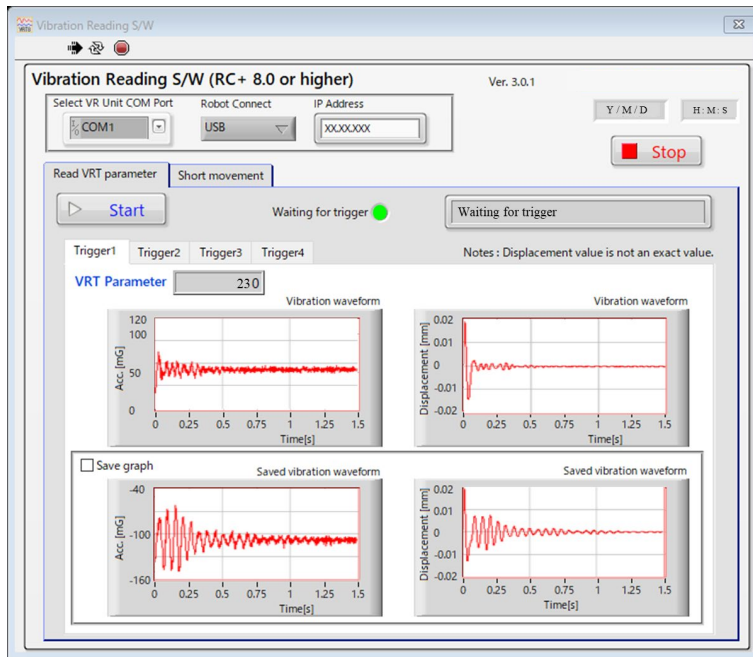 Vibration Reading S/W
Vibration Reading S/W (RC+ 8.0 or higher)
Ver. 3.0.1
Select VR Unit COM Port
Robot Connect
IP Address
COM1
USB
XX.XX.XXX
Y / M / D
H: M: S
Stop
Read VRT parameter
Short movement
Start
Waiting for trigger
Waiting for trigger
Trigger1
Trigger2
Trigger3
Trigger4
Notes : Displacement value is not an exact value.
VRT Parameter
230
Vibration waveform
120
100
50
0
Acc. [mG]
0 0.25 0.5 0.75 1 1.25 1.5
Time[s]
Vibration waveform
0.02
0.01
0
-0.01
-0.02
Displacement [mm]
0 0.25 0.5 0.75 1 1.25 1.5
Time[s]
Save graph
Saved vibration waveform
-40
-100
-160
Acc. [mG]
0 0.25 0.5 0.75 1 1.25 1.5
Time[s]
Saved vibration waveform
0.02
0.01
0
-0.01
-0.02
Displacement [mm]
0 0.25 0.5 0.75 1 1.25 1.5
Time[s]